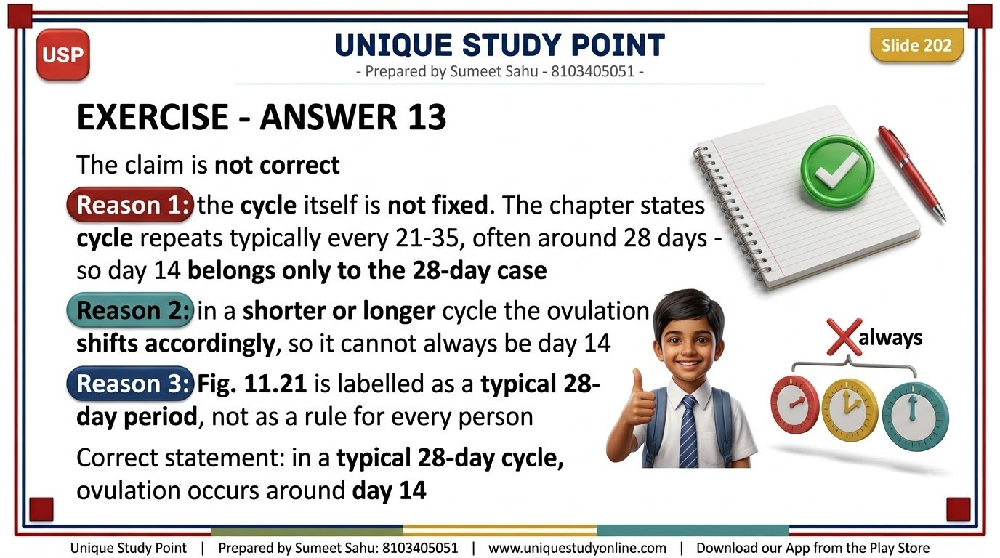 USP
UNIQUE STUDY POINT
- Prepared by Sumeet Sahu - 8103405051 -
Slide 202
EXERCISE - ANSWER 13
The claim is not correct
Reason 1: the cycle itself is not fixed. The chapter states
cycle repeats typically every 21-35, often around 28 days -
so day 14 belongs only to the 28-day case
Reason 2: in a shorter or longer cycle the ovulation
shifts accordingly, so it cannot always be day 14
Reason 3: Fig. 11.21 is labelled as a typical 28-
day period, not as a rule for every person
Correct statement: in a typical 28-day cycle,
ovulation occurs around day 14
always
Unique Study Point | Prepared by Sumeet Sahu: 8103405051 | www.uniquestudyonline.com | Download our App from the Play Store